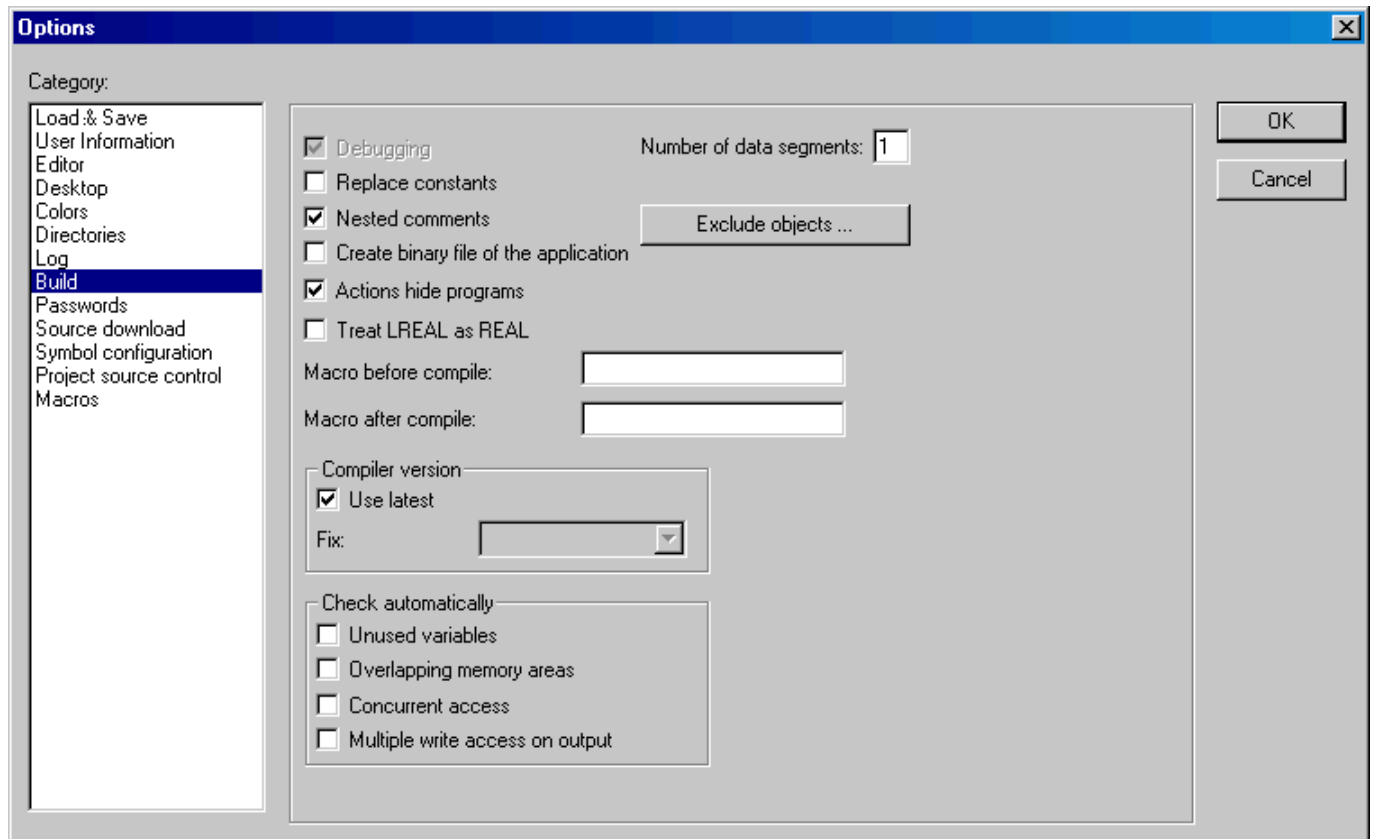 Options
Category:
Load & Save
User Information
Editor
Desktop
Colors
Directories
Log
Build
Passwords
Source download
Symbol configuration
Project source control
Macros
Debugging
Number of data segments: 1
Replace constants
Nested comments
Exclude objects ...
Create binary file of the application
Actions hide programs
Treat LREAL as REAL
Macro before compile:
Macro after compile:
Compiler version
Use latest
Fix:
Check automatically
Unused variables
Overlapping memory areas
Concurrent access
Multiple write access on output
OK
Cancel